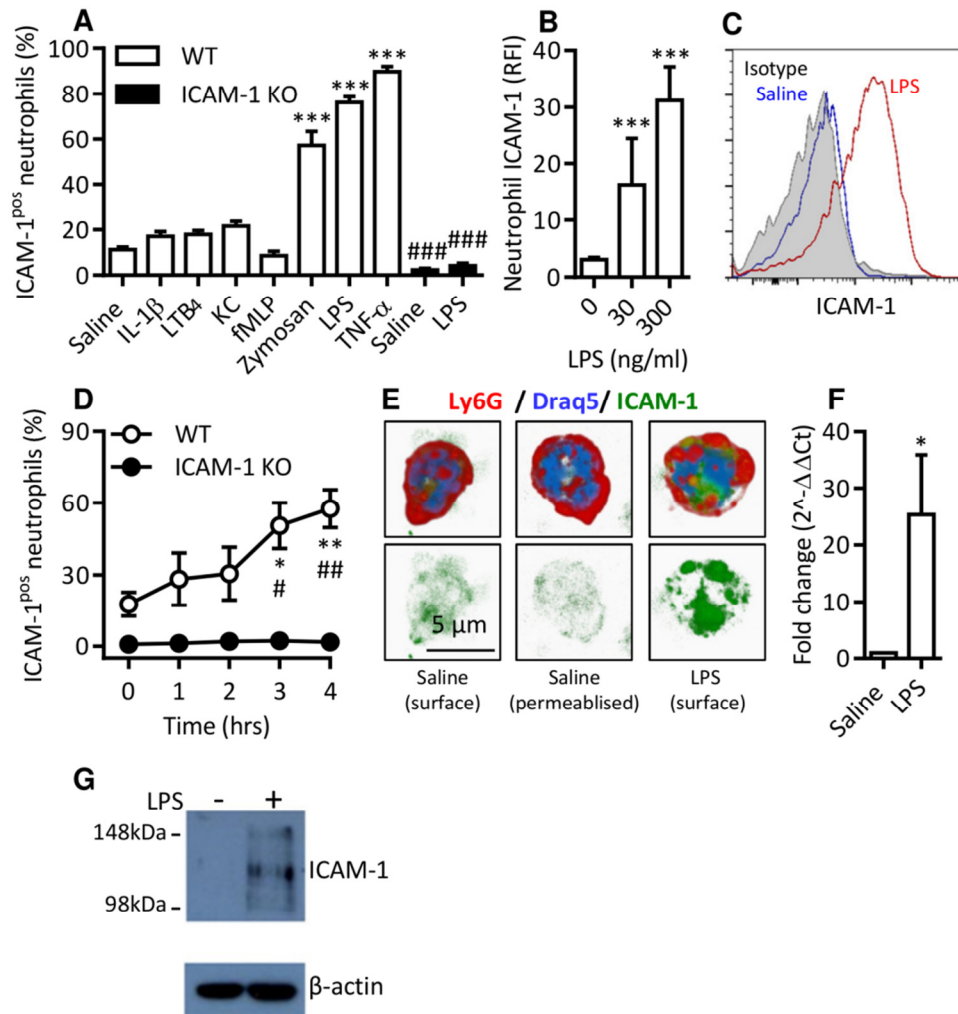 A
ICAM-1pos neutrophils (%)
100
80
60
40
20
0
WT
ICAM-1 KO
***
***
***
###
###
Saline
IL-1β
LTB4
KC
fMLP
Zymosan
LPS
TNF-α
Saline
LPS
B
Neutrophil ICAM-1 (RFI)
40
30
20
10
0
***
***
0
30
300
LPS (ng/ml)
C
Isotype
Saline
LPS
ICAM-1
D
ICAM-1pos neutrophils (%)
90
60
30
0
WT
ICAM-1 KO
*
#
**
##
0 1 2 3 4
Time (hrs)
E
Ly6G / Draq5/ ICAM-1
5 μm
Saline
(surface)
Saline
(permeablised)
LPS
(surface)
F
Fold change (2^-ΔΔCt)
40
30
20
10
0
*
Saline
LPS
G
LPS - +
148kDa
ICAM-1
98kDa
β-actin